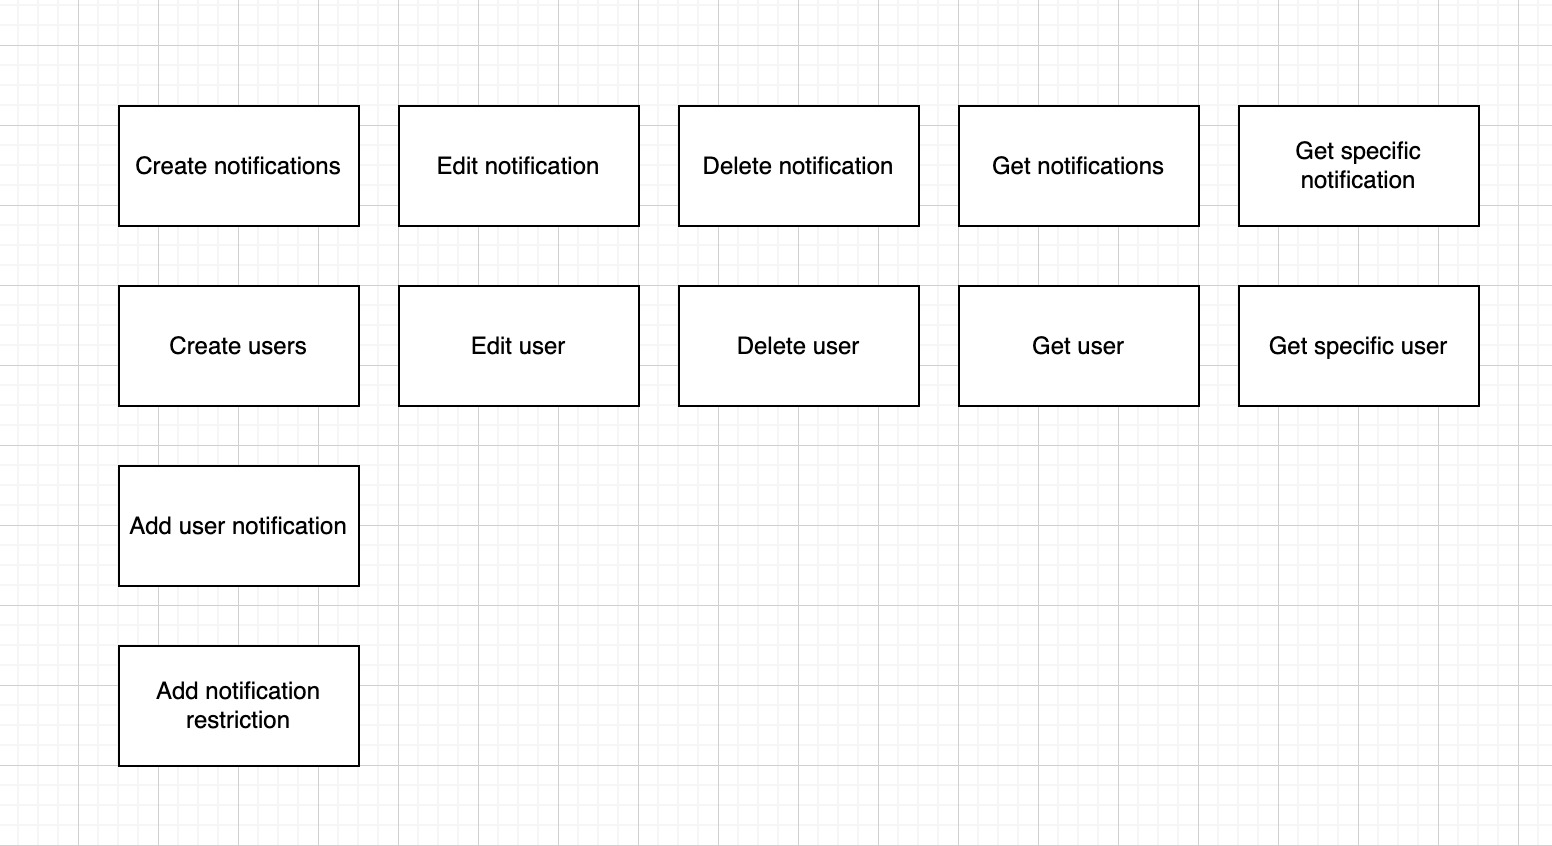 Create notifications
Edit notification
Delete notification
Get notifications
Get specific
notification
Create users
Edit user
Delete user
Get user
Get specific user
Add user notification
Add notification
restriction